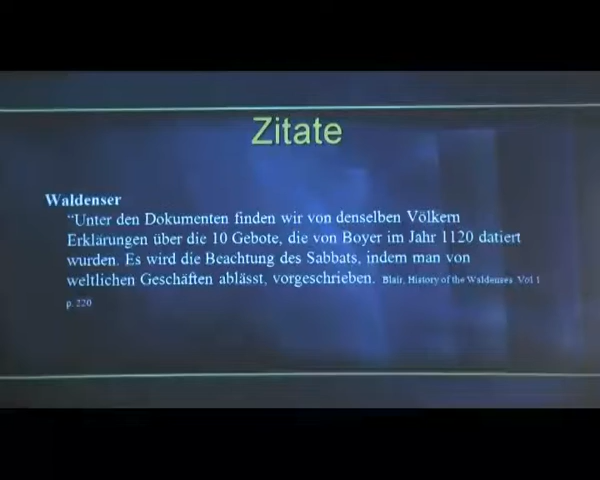 Zitate
Waldenser
“Unter den Dokumenten finden wir von denselben Völkern
Erklärungen über die 10 Gebote, die von Boyer im Jahr 1120 datiert
wurden. Es wird die Beachtung des Sabbats, indem man von
weltlichen Geschäften ablässt, vorgeschrieben. Blair, History of the Waldenses Vol 1
p. 220